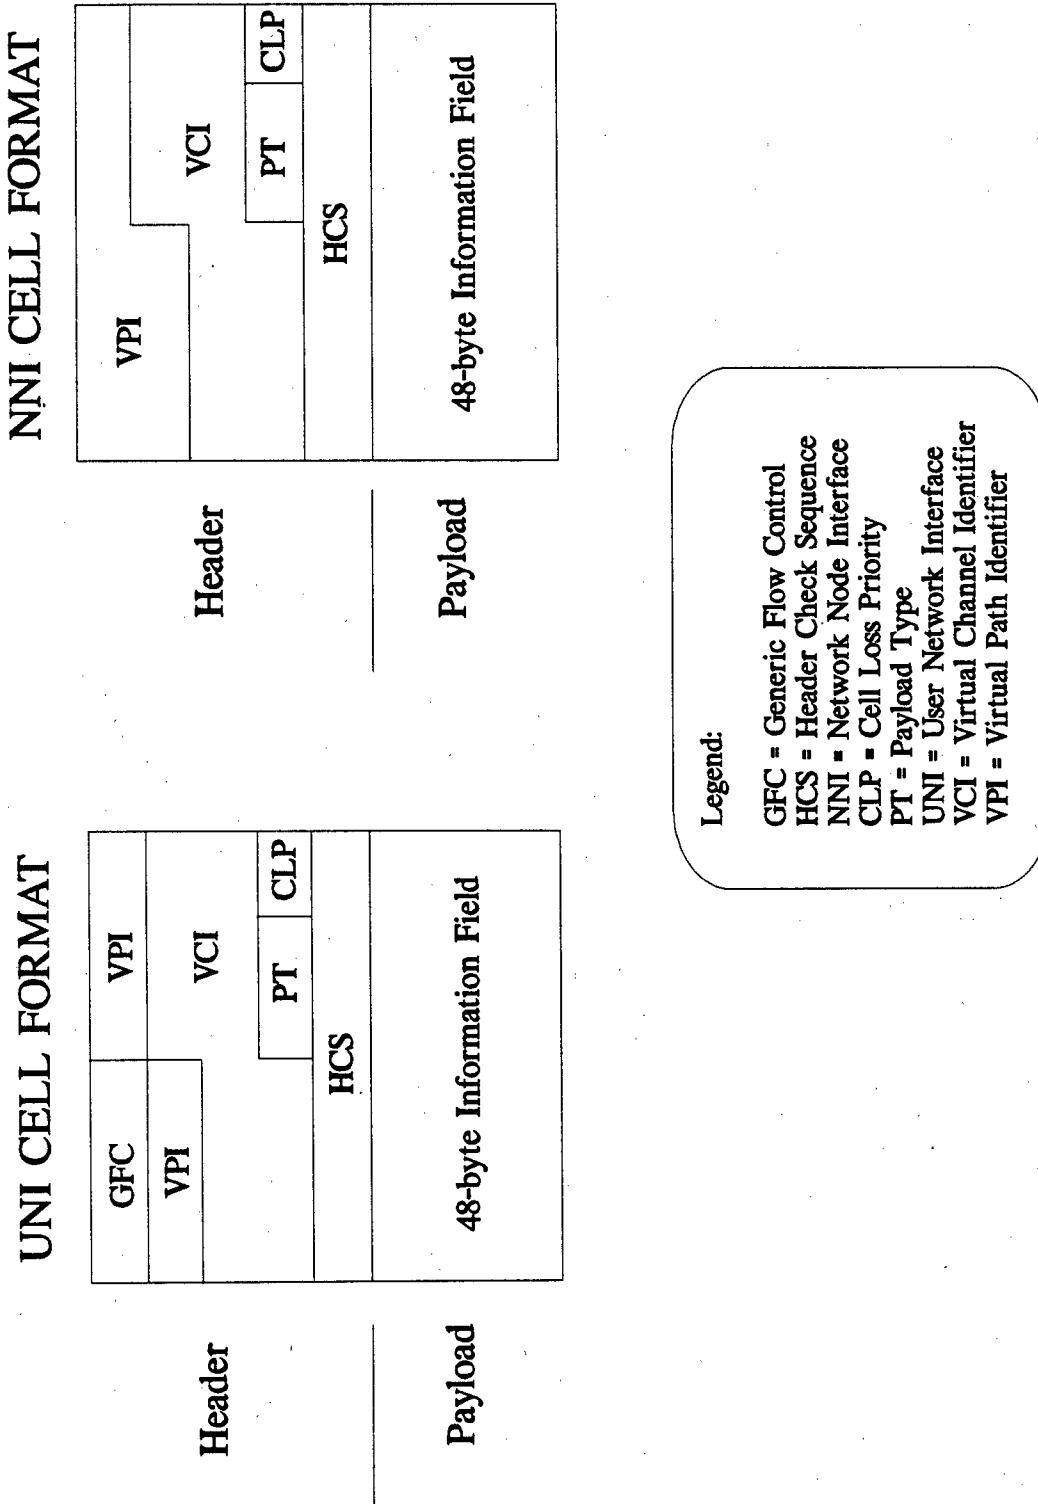 UNI CELL FORMAT
Header
GFC
VPI
VPI
VCI
PT
CLP
HCS
Payload
48-byte Information Field
NNI CELL FORMAT
Header
VPI
VCI
PT
CLP
HCS
Payload
48-byte Information Field
Legend:
GFC = Generic Flow Control
HCS = Header Check Sequence
NNI = Network Node Interface
CLP = Cell Loss Priority
PT = Payload Type
UNI = User Network Interface
VCI = Virtual Channel Identifier
VPI = Virtual Path Identifier